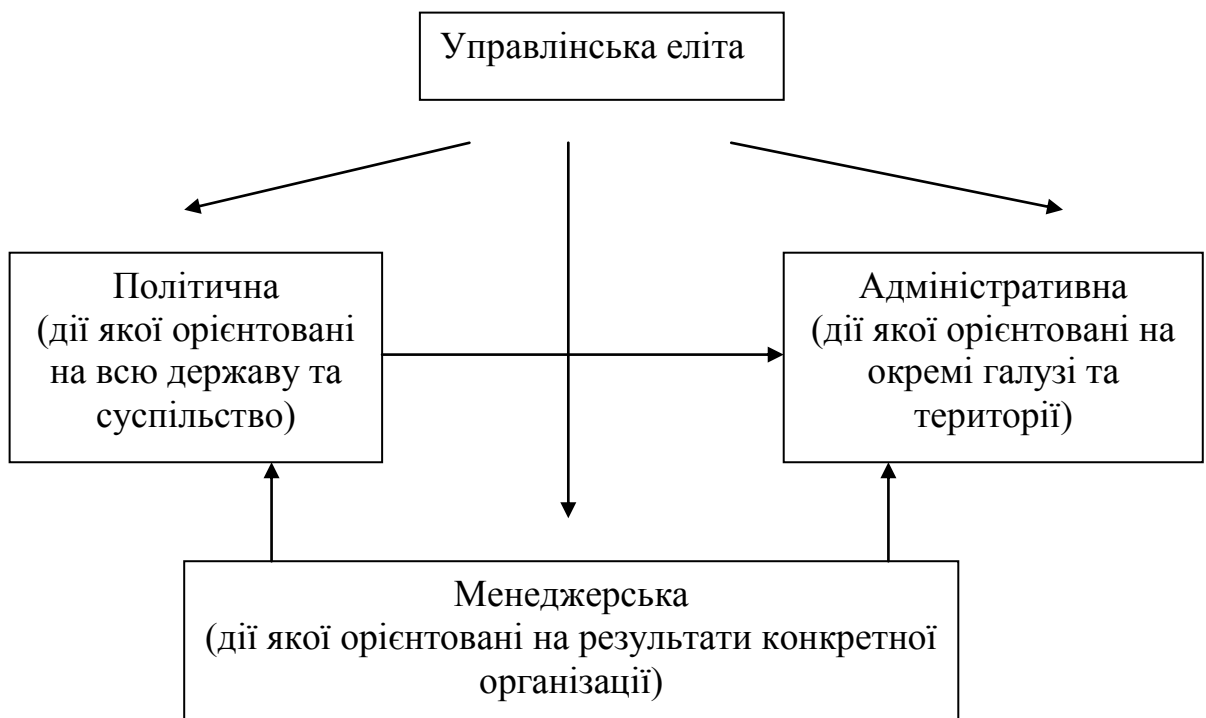 Управлінська еліта
Політична
(дії якої орієнтовані
на всю державу та
суспільство)
Адміністративна
(дії якої орієнтовані на
окремі галузі та
території)
Менеджерська
(дії якої орієнтовані на результати конкретної
організації)